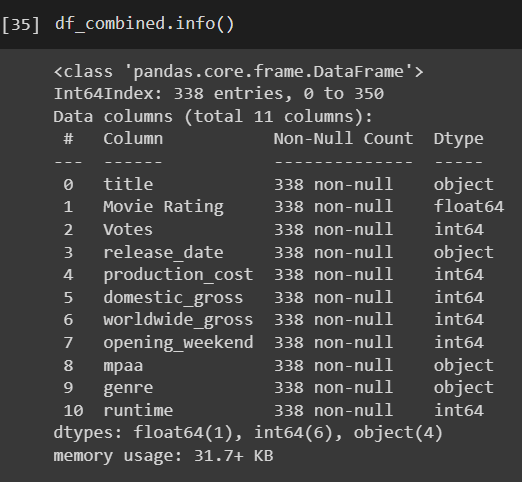 [35] df_combined.info()
<class 'pandas.core.frame.DataFrame'>
Int64Index: 338 entries, 0 to 350
Data columns (total 11 columns):
 #   Column           Non-Null Count  Dtype
---  ------           --------------  -----
 0   title            338 non-null    object
 1   Movie Rating     338 non-null    float64
 2   Votes            338 non-null    int64
 3   release_date     338 non-null    object
 4   production_cost  338 non-null    int64
 5   domestic_gross   338 non-null    int64
 6   worldwide_gross  338 non-null    int64
 7   opening_weekend  338 non-null    int64
 8   mpaa             338 non-null    object
 9   genre            338 non-null    object
 10  runtime          338 non-null    int64
dtypes: float64(1), int64(6), object(4)
memory usage: 31.7+ KB